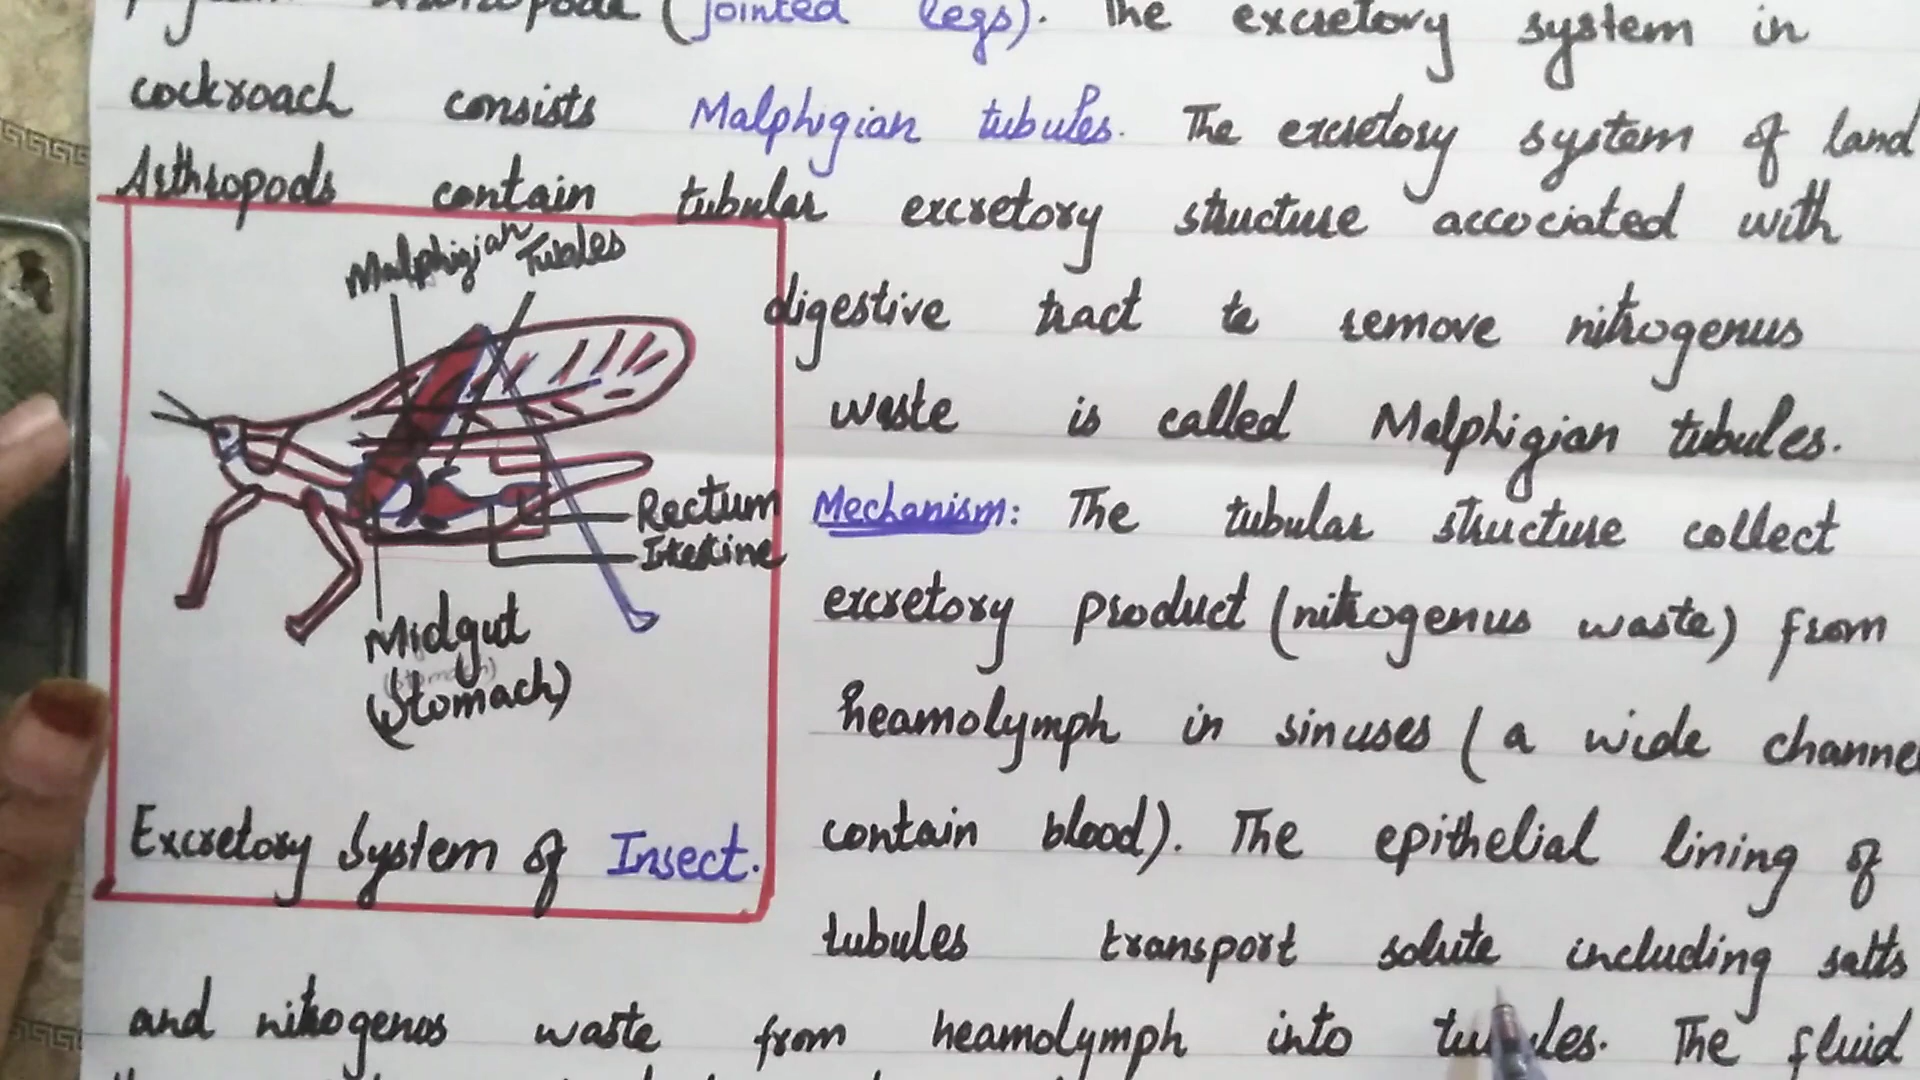 (jointed legs). The excretory system in
cockroach consists Malphigian tubules. The excretory system of land
Arthropods contain tubular excretory structure accociated with
digestive tract to remove nitrogenus
waste is called Malphigian tubules.
Mechanism: The tubular structure collect
excretory product (nitrogenus waste) from
heamolymph in sinuses (a wide channe
contain blood). The epithelial lining of
tubules transport solute including salts
and nitrogenos waste from heamolymph into tubules. The fluid
Malphigian Tubles
Rectum
Intestine
Midgut
(Stomach)
Excretory System of Insect.